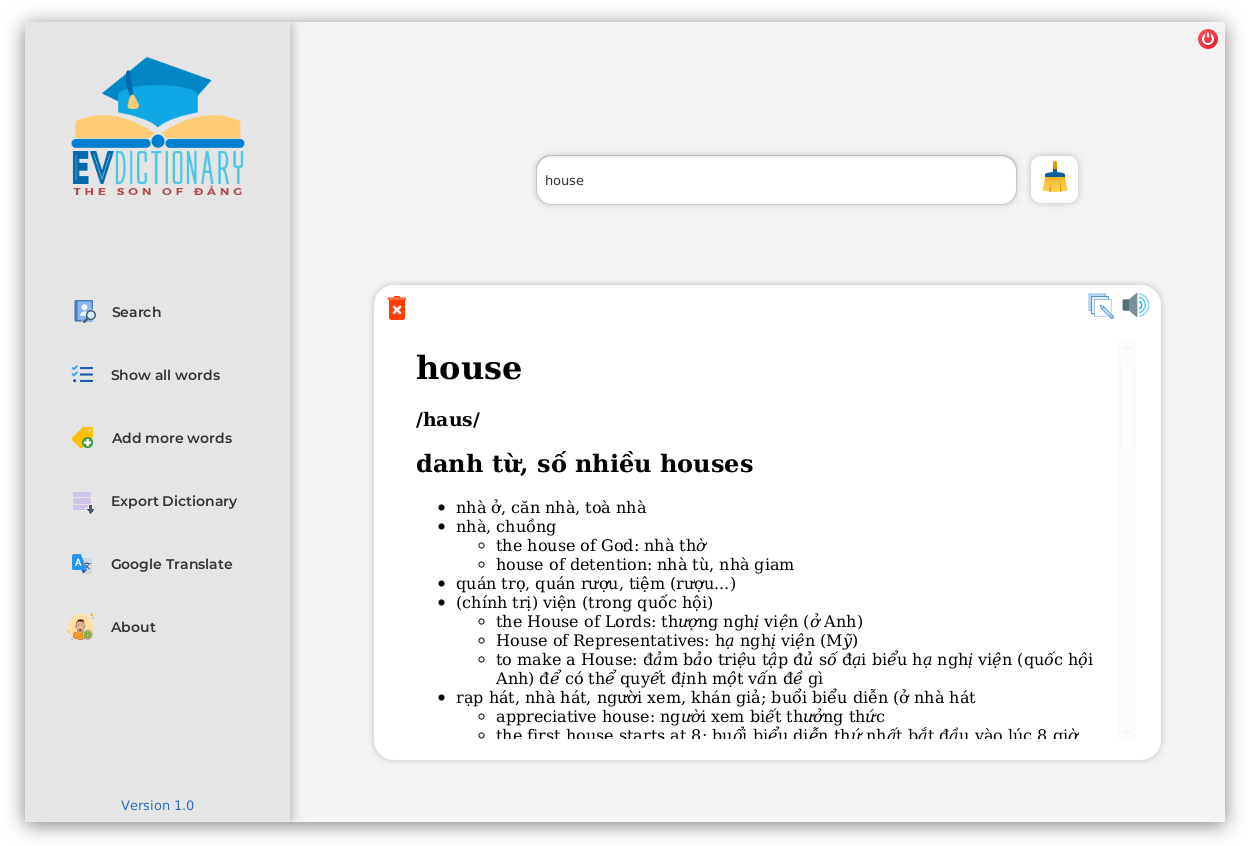 EVDICTIONARY
THE SON OF ĐẢNG
Search
Show all words
Add more words
Export Dictionary
Google Translate
About
Version 1.0
house
house
/haus/
danh từ, số nhiều houses
nhà ở, căn nhà, toà nhà
nhà, chuồng
the house of God: nhà thờ
house of detention: nhà tù, nhà giam
quán trọ, quán rượu, tiệm (rượu...)
(chính trị) viện (trong quốc hội)
the House of Lords: thượng nghị viện (ở Anh)
House of Representatives: hạ nghị viện (Mỹ)
to make a House: đảm bảo triệu tập đủ số đại biểu hạ nghị viện (quốc hội
Anh) để có thể quyết định một vấn đề gì
rạp hát, nhà hát, người xem, khán giả; buổi biểu diễn (ở nhà hát
appreciative house: người xem biết thưởng thức
the first house starts at 8: buổi biểu diễn thứ nhất bắt đầu vào lúc 8 giờ